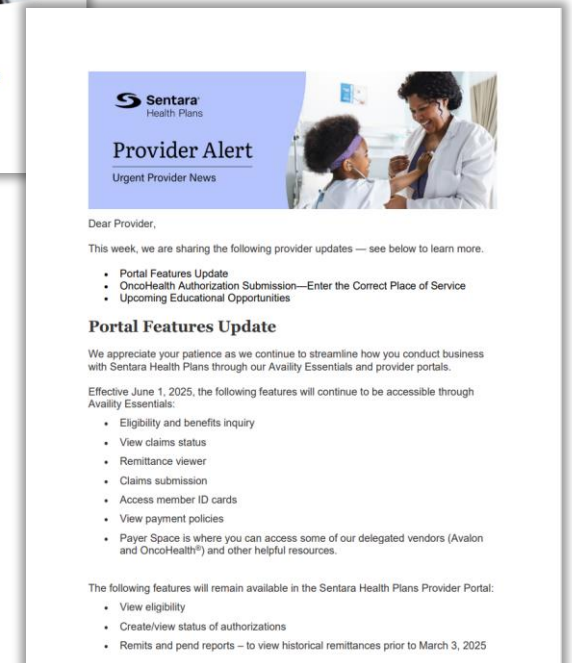 Sentara
Health Plans
Provider Alert
Urgent Provider News
Dear Provider,
This week, we are sharing the following provider updates — see below to learn more.
• Portal Features Update
• OncoHealth Authorization Submission—Enter the Correct Place of Service
• Upcoming Educational Opportunities
Portal Features Update
We appreciate your patience as we continue to streamline how you conduct business
with Sentara Health Plans through our Availity Essentials and provider portals.
Effective June 1, 2025, the following features will continue to be accessible through
Availity Essentials:
• Eligibility and benefits inquiry
• View claims status
• Remittance viewer
• Claims submission
• Access member ID cards
• View payment policies
• Payer Space is where you can access some of our delegated vendors (Avalon
and OncoHealth®) and other helpful resources.
The following features will remain available in the Sentara Health Plans Provider Portal:
• View eligibility
• Create/view status of authorizations
• Remits and pend reports – to view historical remittances prior to March 3, 2025